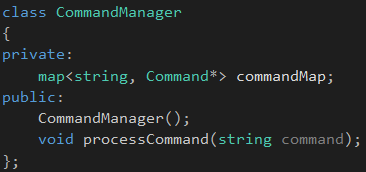 class CommandManager
{
private:
    map<string, Command*> commandMap;
public:
    CommandManager();
    void processCommand(string command);
};